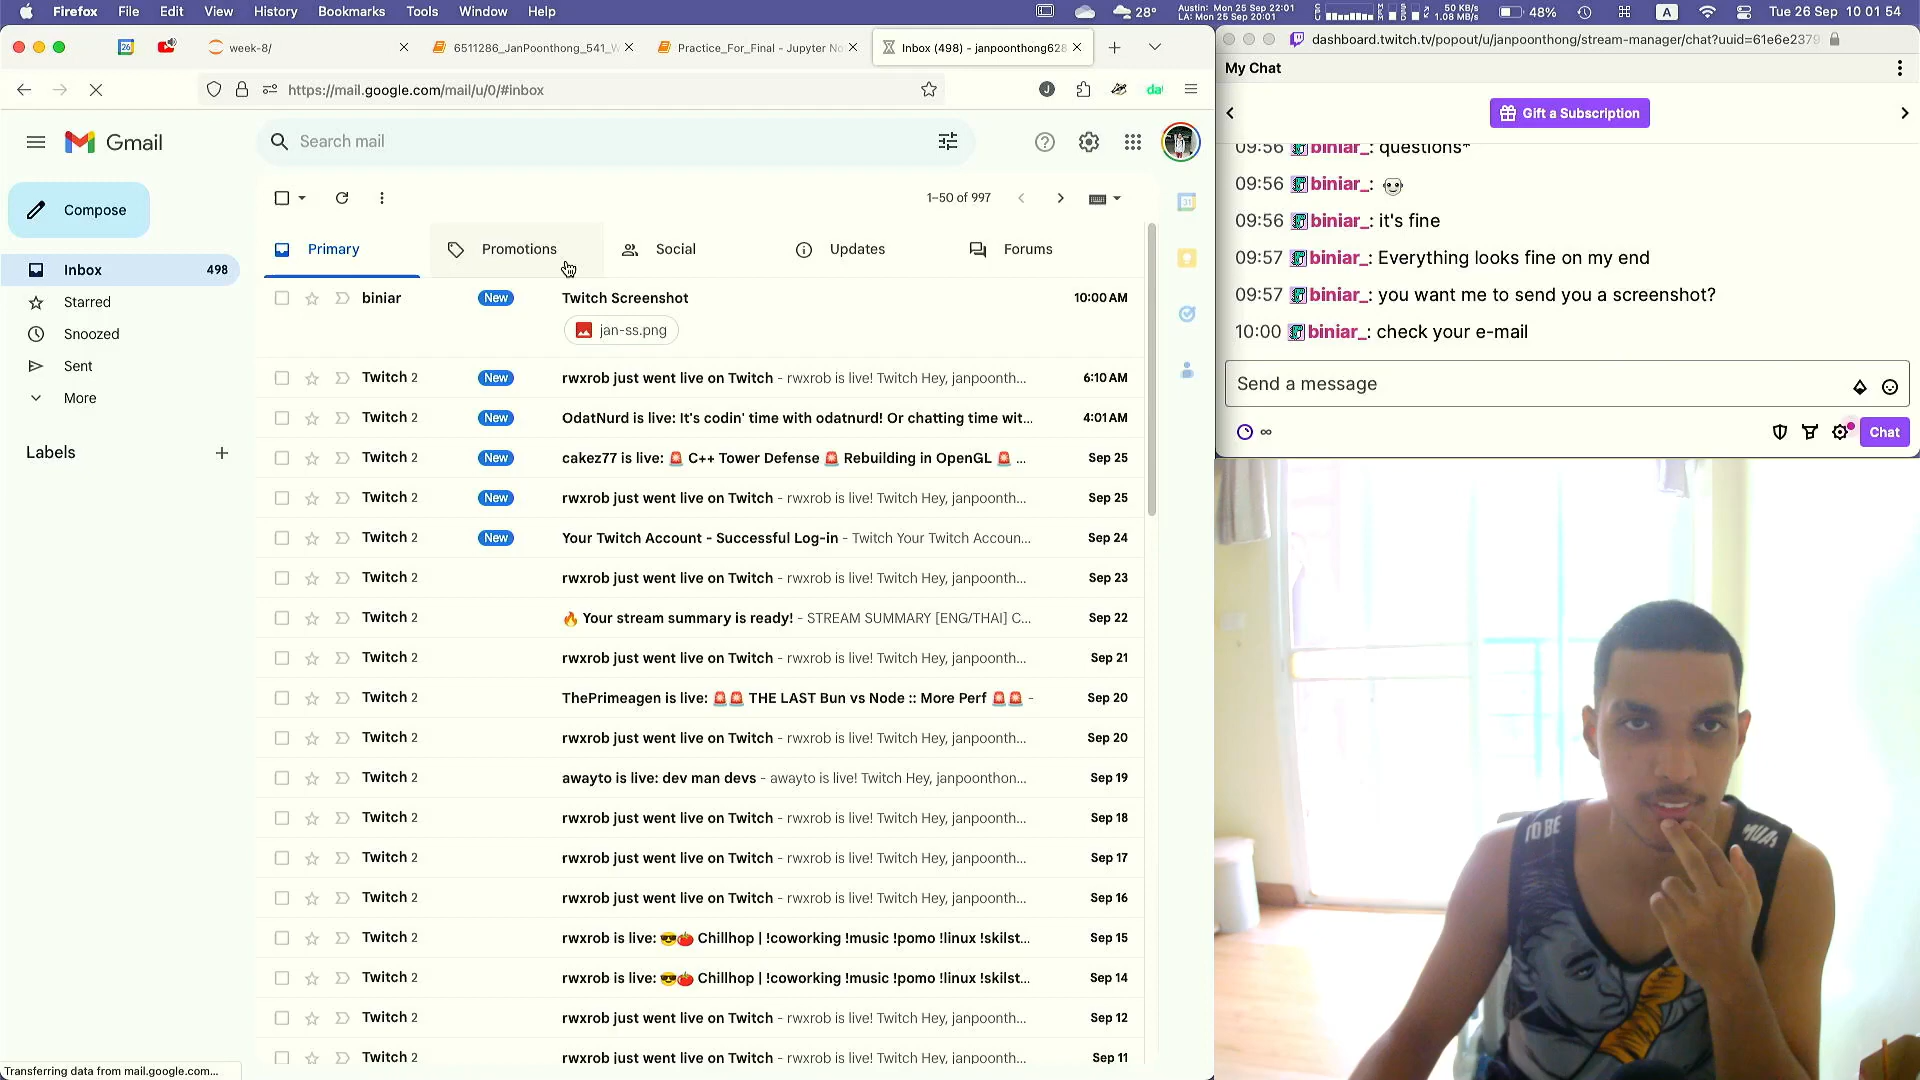 Firefox File Edit View History Bookmarks Tools Window Help
28° Austin: Mon 25 Sep 22:01 50 KB/s 48% A Tue 26 Sep 10 01 54
LA: Mon 25 Sep 20:01 1.08 MB/s
26 week-8/ 6511286_JanPoonthong_541_W Practice_For_Final - Jupyter No Inbox (498) - janpoonthong628
https://mail.google.com/mail/u/0/#inbox J da
Gmail
Search mail
Compose
Inbox 498
Starred
Snoozed
Sent
More
Labels
1–50 of 997
Primary Promotions Social Updates Forums
biniar New Twitch Screenshot 10:00 AM
jan-ss.png
Twitch 2 New rwxrob just went live on Twitch - rwxrob is live! Twitch Hey, janpoonth... 6:10 AM
Twitch 2 New OdatNurd is live: It's codin' time with odatnurd! Or chatting time wit... 4:01 AM
Twitch 2 New cakez77 is live: 🚨 C++ Tower Defense 🚨 Rebuilding in OpenGL 🚨 ... Sep 25
Twitch 2 New rwxrob just went live on Twitch - rwxrob is live! Twitch Hey, janpoonth... Sep 25
Twitch 2 New Your Twitch Account - Successful Log-in - Twitch Your Twitch Accoun... Sep 24
Twitch 2 rwxrob just went live on Twitch - rwxrob is live! Twitch Hey, janpoonth... Sep 23
Twitch 2 🔥 Your stream summary is ready! - STREAM SUMMARY [ENG/THAI] C... Sep 22
Twitch 2 rwxrob just went live on Twitch - rwxrob is live! Twitch Hey, janpoonth... Sep 21
Twitch 2 ThePrimeagen is live: 🚨🚨 THE LAST Bun vs Node :: More Perf 🚨🚨 - Sep 20
Twitch 2 rwxrob just went live on Twitch - rwxrob is live! Twitch Hey, janpoonth... Sep 20
Twitch 2 awayto is live: dev man devs - awayto is live! Twitch Hey, janpoonthon... Sep 19
Twitch 2 rwxrob just went live on Twitch - rwxrob is live! Twitch Hey, janpoonth... Sep 18
Twitch 2 rwxrob just went live on Twitch - rwxrob is live! Twitch Hey, janpoonth... Sep 17
Twitch 2 rwxrob just went live on Twitch - rwxrob is live! Twitch Hey, janpoonth... Sep 16
Twitch 2 rwxrob is live: 😎🍅 Chillhop | !coworking !music !pomo !linux !skilst... Sep 15
Twitch 2 rwxrob is live: 😎🍅 Chillhop | !coworking !music !pomo !linux !skilst... Sep 14
Twitch 2 rwxrob just went live on Twitch - rwxrob is live! Twitch Hey, janpoonth... Sep 12
Twitch 2 rwxrob just went live on Twitch - rwxrob is live! Twitch Hey, janpoonth... Sep 11
Transferring data from mail.google.com...
31
dashboard.twitch.tv/popout/u/janpoonthong/stream-manager/chat?uuid=61e6e2379
My Chat
Gift a Subscription
09:56 biniar_: questions*
09:56 biniar_:
09:56 biniar_: it's fine
09:57 biniar_: Everything looks fine on my end
09:57 biniar_: you want me to send you a screenshot?
10:00 biniar_: check your e-mail
Send a message
∞ Chat
TO BE